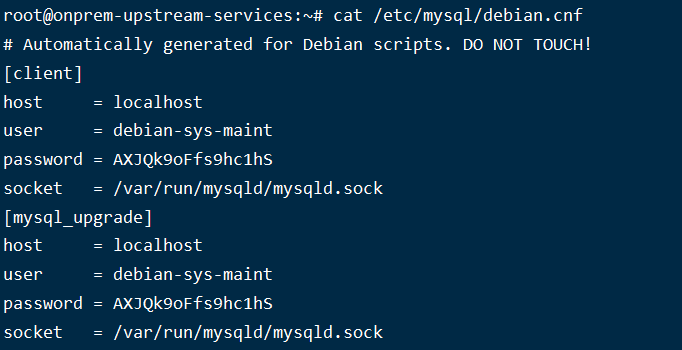 root@onprem-upstream-services:~# cat /etc/mysql/debian.cnf
# Automatically generated for Debian scripts. DO NOT TOUCH!
[client]
host     = localhost
user     = debian-sys-maint
password = AXJQk9oFfs9hc1hS
socket   = /var/run/mysqld/mysqld.sock
[mysql_upgrade]
host     = localhost
user     = debian-sys-maint
password = AXJQk9oFfs9hc1hS
socket   = /var/run/mysqld/mysqld.sock